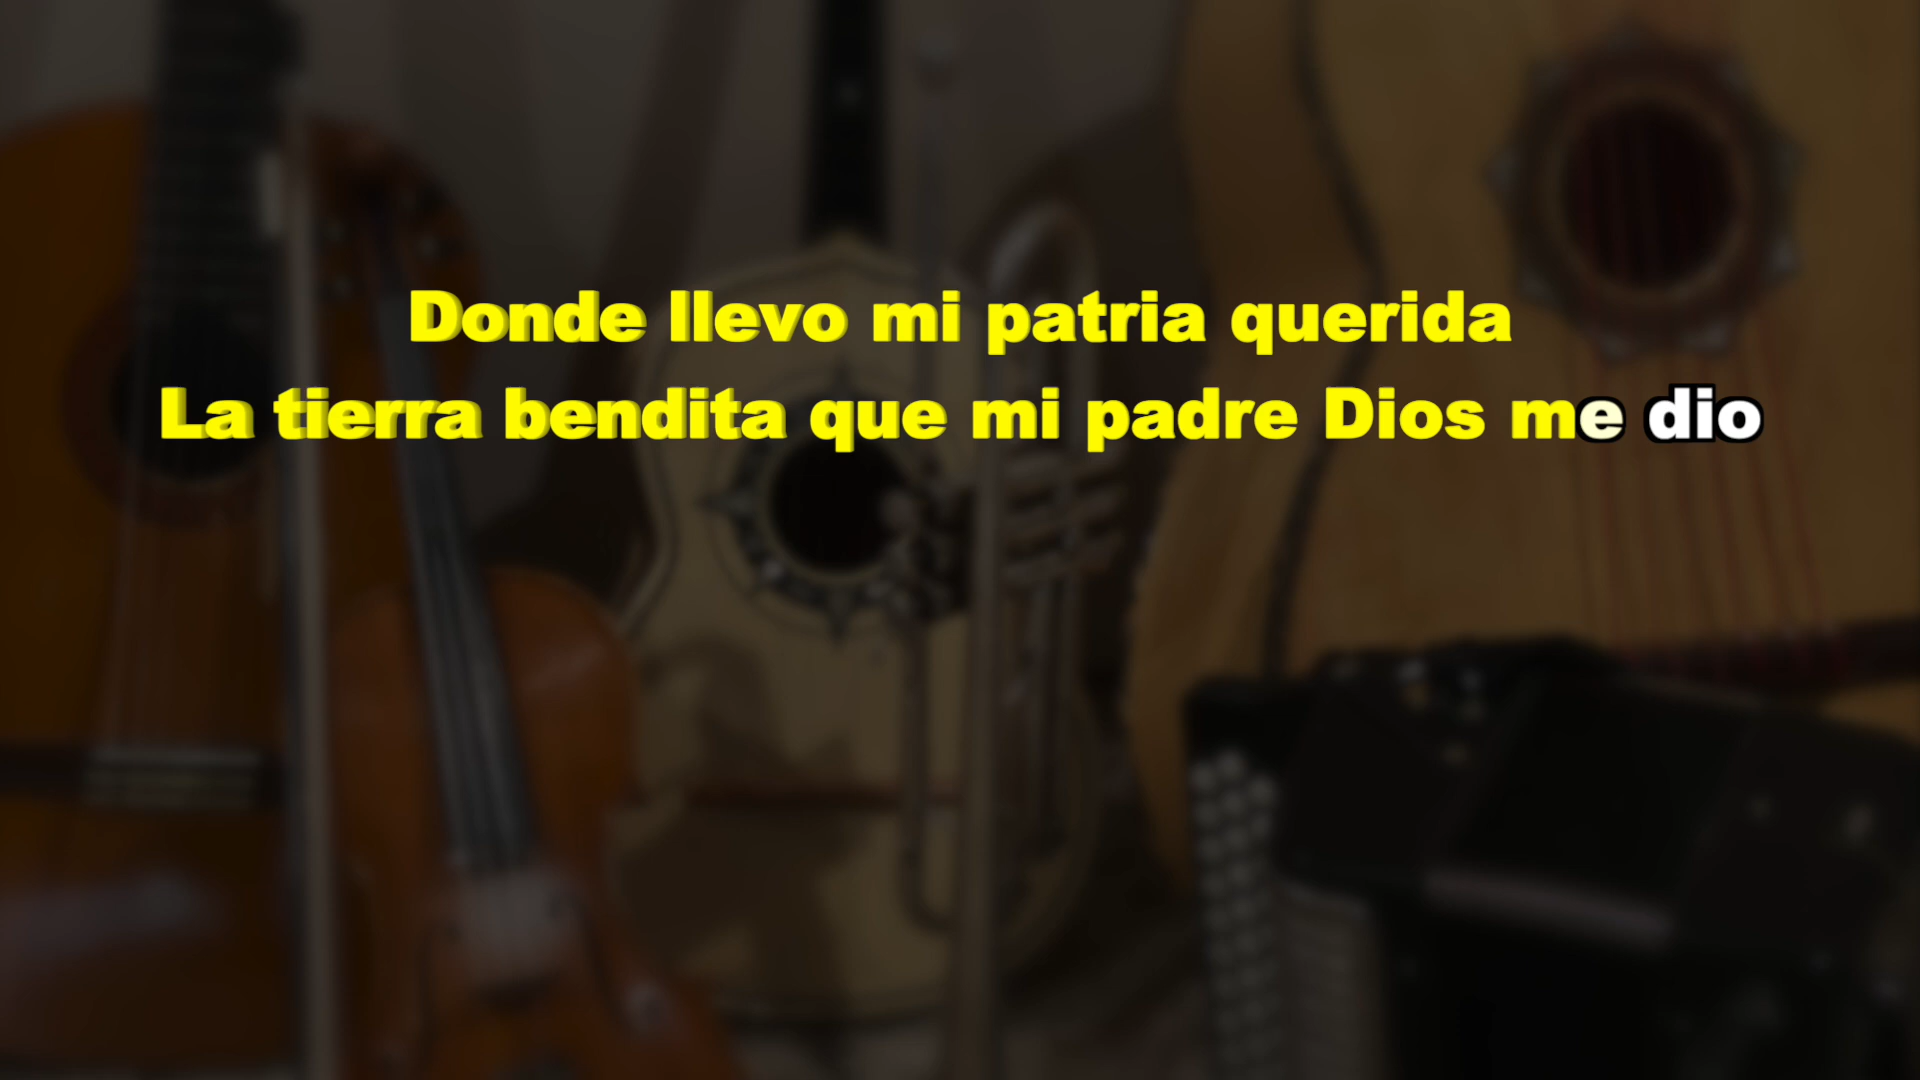 Donde llevo mi patria querida
La tierra bendita que mi padre Dios me dio